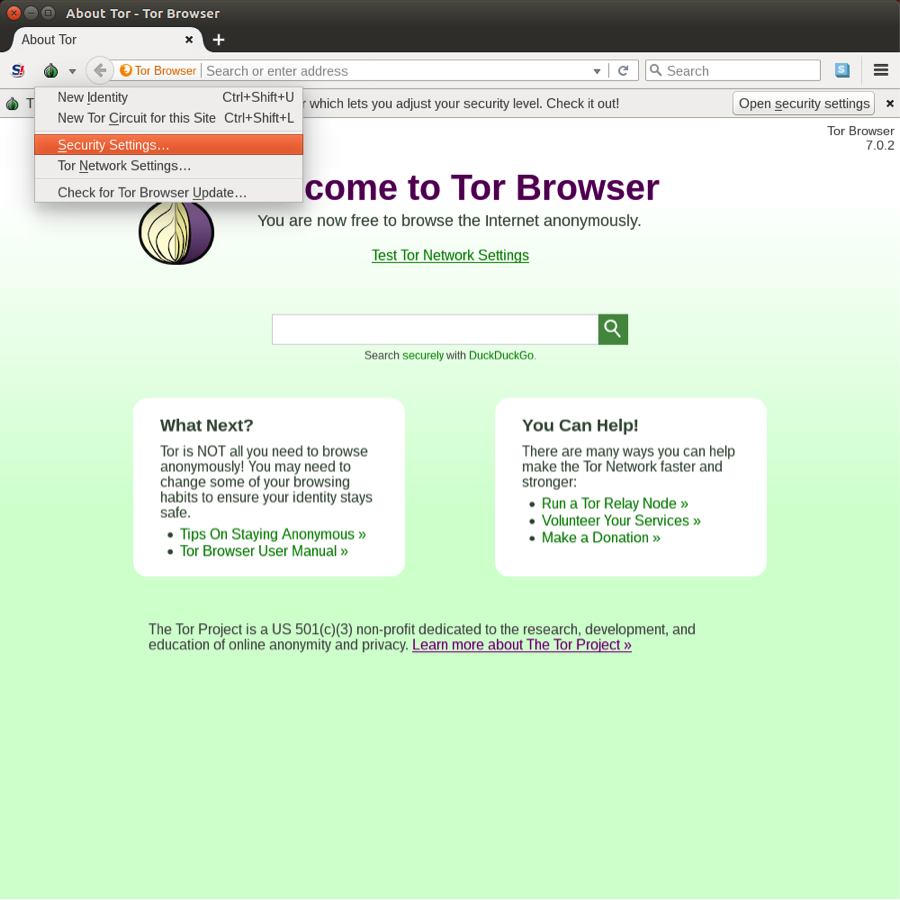 About Tor - Tor Browser
About Tor
S!
Tor Browser
Search or enter address
Search
S
New Identity Ctrl+Shift+U
New Tor Circuit for this Site Ctrl+Shift+L
Security Settings…
Tor Network Settings…
Check for Tor Browser Update…
T
which lets you adjust your security level. Check it out!
Open security settings
Tor Browser
7.0.2
come to Tor Browser
You are now free to browse the Internet anonymously.
Test Tor Network Settings
Search securely with DuckDuckGo.
What Next?
Tor is NOT all you need to browse
anonymously! You may need to
change some of your browsing
habits to ensure your identity stays
safe.
• Tips On Staying Anonymous »
• Tor Browser User Manual »
You Can Help!
There are many ways you can help
make the Tor Network faster and
stronger:
• Run a Tor Relay Node »
• Volunteer Your Services »
• Make a Donation »
The Tor Project is a US 501(c)(3) non-profit dedicated to the research, development, and
education of online anonymity and privacy. Learn more about The Tor Project »